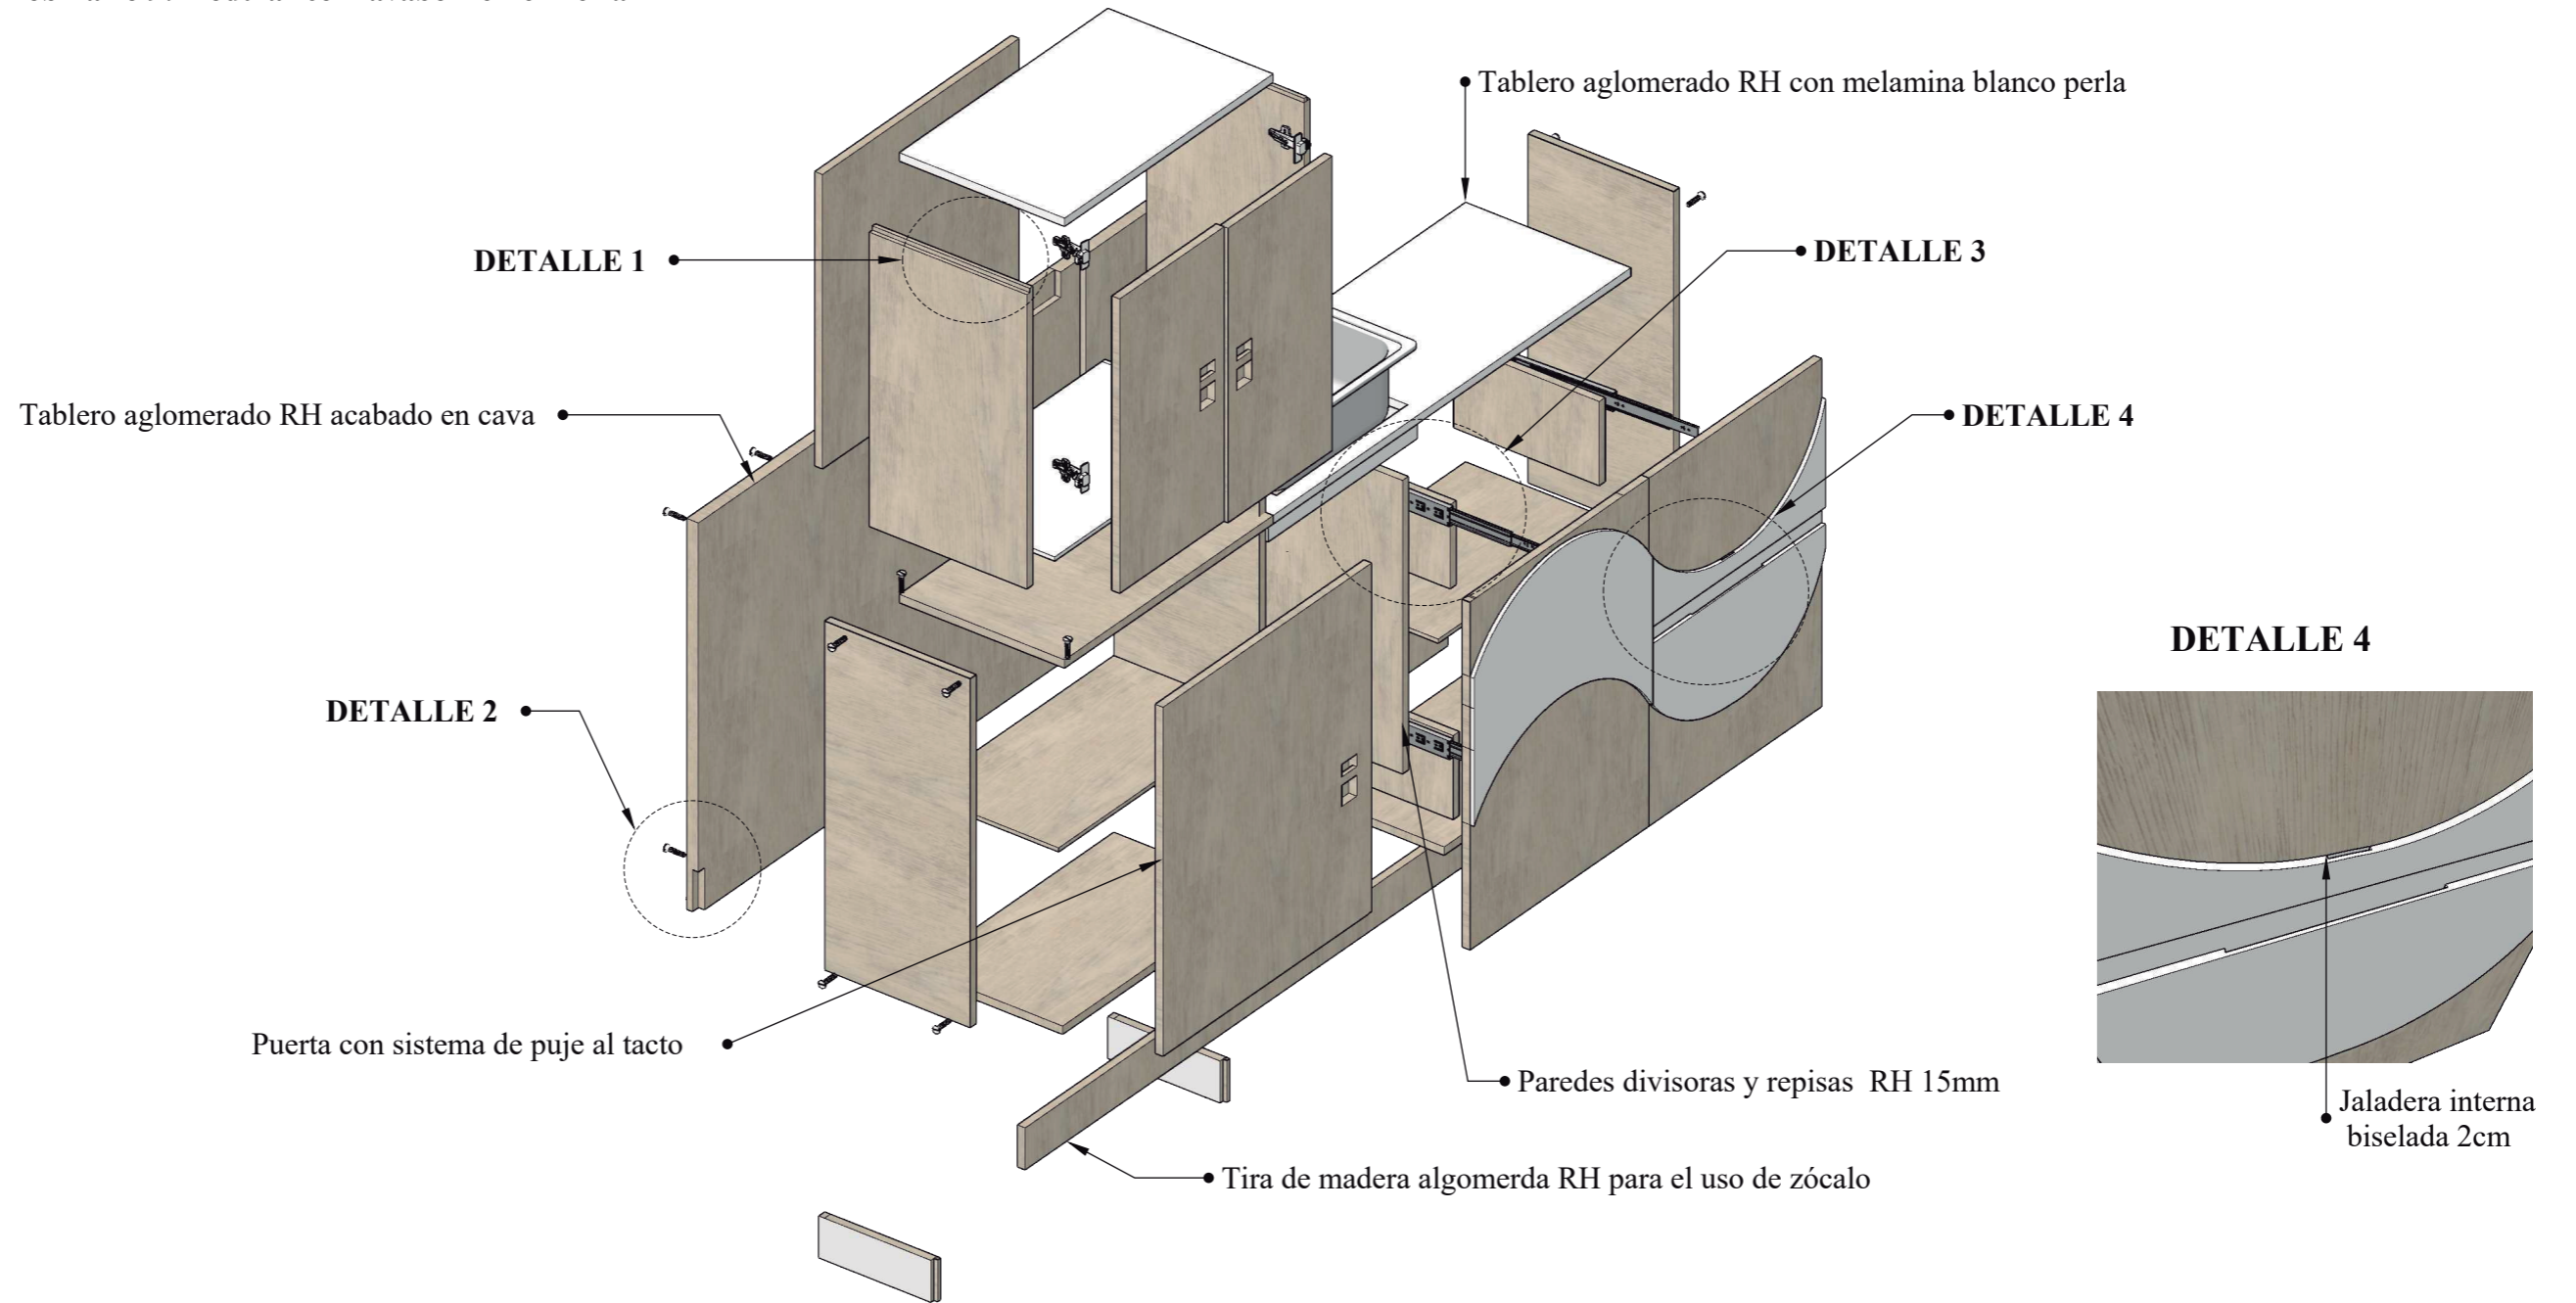 Tablero aglomerado RH con melamina blanco perla
DETALLE 1
DETALLE 3
Tablero aglomerado RH acabado en cava
DETALLE 4
DETALLE 4
DETALLE 2
Puerta con sistema de puje al tacto
Paredes divisoras y repisas RH 15mm
Jaladera interna
biselada 2cm
Tira de madera algomerda RH para el uso de zócalo